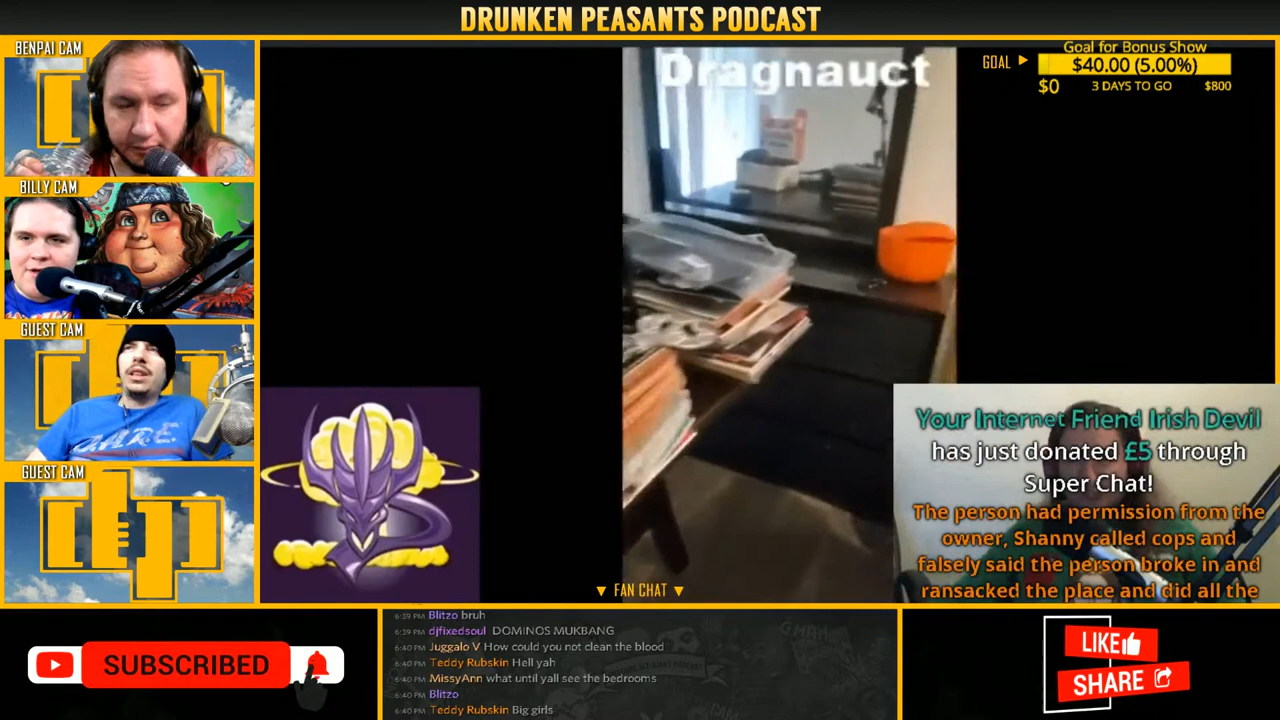 DRUNKEN PEASANTS PODCAST
BENPAI CAM
BILLY CAM
GUEST CAM
GUEST CAM
Dragnauct
GOAL ▶
Goal for Bonus Show
$40.00 (5.00%)
$0 3 DAYS TO GO $800
Your Internet Friend Irish Devil
has just donated £5 through
Super Chat!
The person had permission from the
owner, Shanny called cops and
falsely said the person broke in and
ransacked the place and did all the
▼ FAN CHAT ▼
6:39 PM Blitzo bruh
6:39 PM djfixedsoul DOMINOS MUKBANG
6:40 PM Juggalo V How could you not clean the blood
6:40 PM Teddy Rubskin Hell yah
6:40 PM MissyAnn what until yall see the bedrooms
6:40 PM Blitzo
6:40 PM Teddy Rubskin Big girls
SUBSCRIBED
LIKE
SHARE